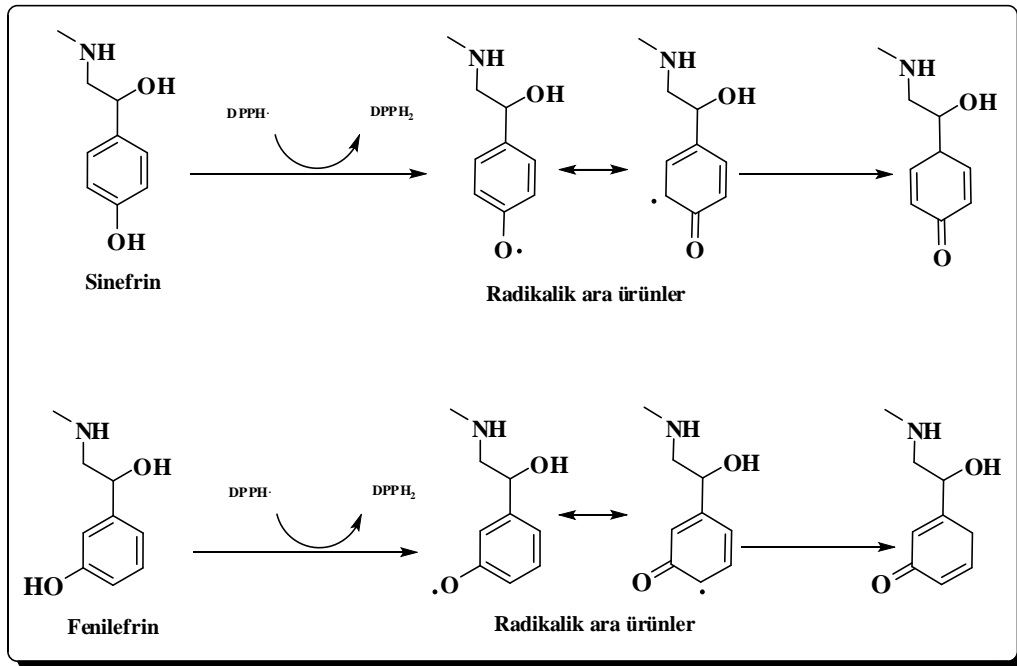 NH
OH
OH
Sinefrin
DPPH·
DPPH₂
NH
OH
O·
NH
OH
·
O
Radikalik ara ürünler
NH
OH
O
NH
OH
HO
Fenilefrin
DPPH·
DPPH₂
NH
OH
·O
NH
OH
O
·
Radikalik ara ürünler
NH
OH
O